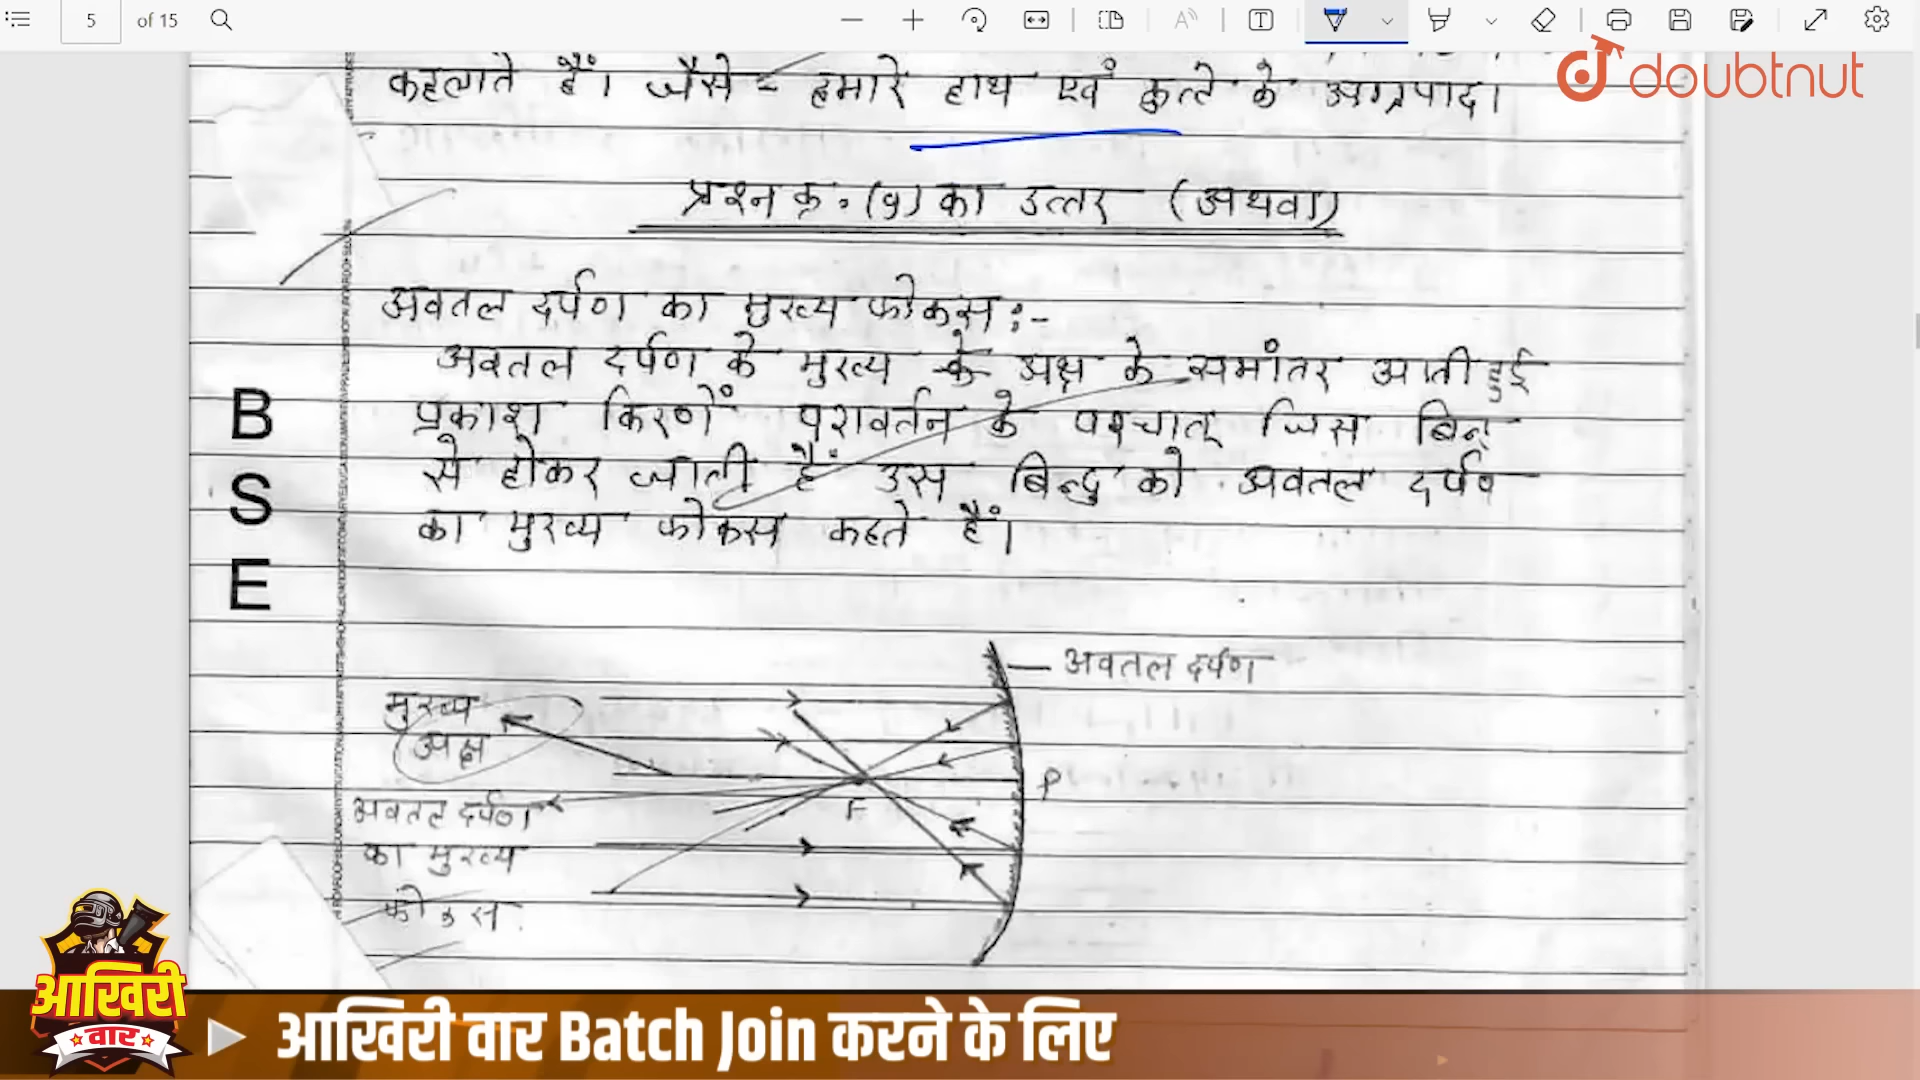 5 of 15
doubtnut
कहलाते हैं। जैसे - हमारे हाथ एवं कुत्ते के अग्रपाद।
प्रश्न क्र. (9) का उत्तर (अथवा)
अवतल दर्पण का मुख्य फोकस :-
अवतल दर्पण के मुख्य के अक्ष के समांतर आती हुई
प्रकाश किरणें परावर्तन के पश्चात् जिस बिन्दु
से होकर जाती हैं उस बिन्दु को अवतल दर्पण
का मुख्य फोकस कहते हैं।
B
S
E
अवतल दर्पण
मुख्य
अक्ष
P
F
अवतल दर्पण
का मुख्य
फोकस
आखिरी
वार
आखिरी वार Batch Join करने के लिए